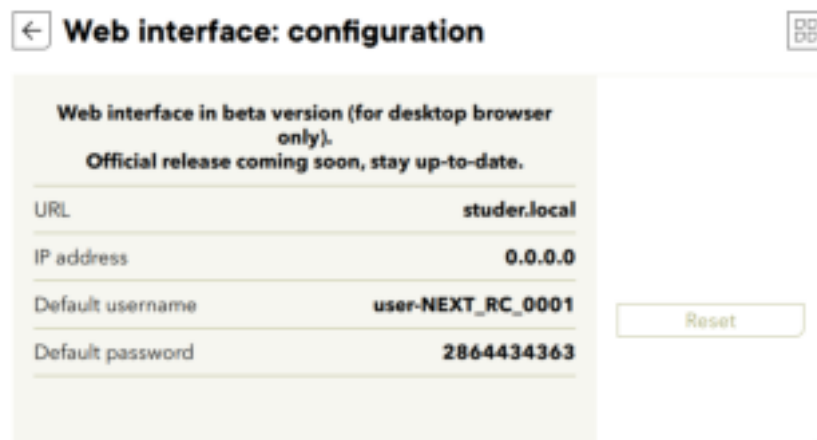 Web interface: configuration
Web interface in beta version (for desktop browser
only).
Official release coming soon, stay up-to-date.
URL studer.local
IP address 0.0.0.0
Default username user-NEXT_RC_0001
Reset
Default password 2864434363